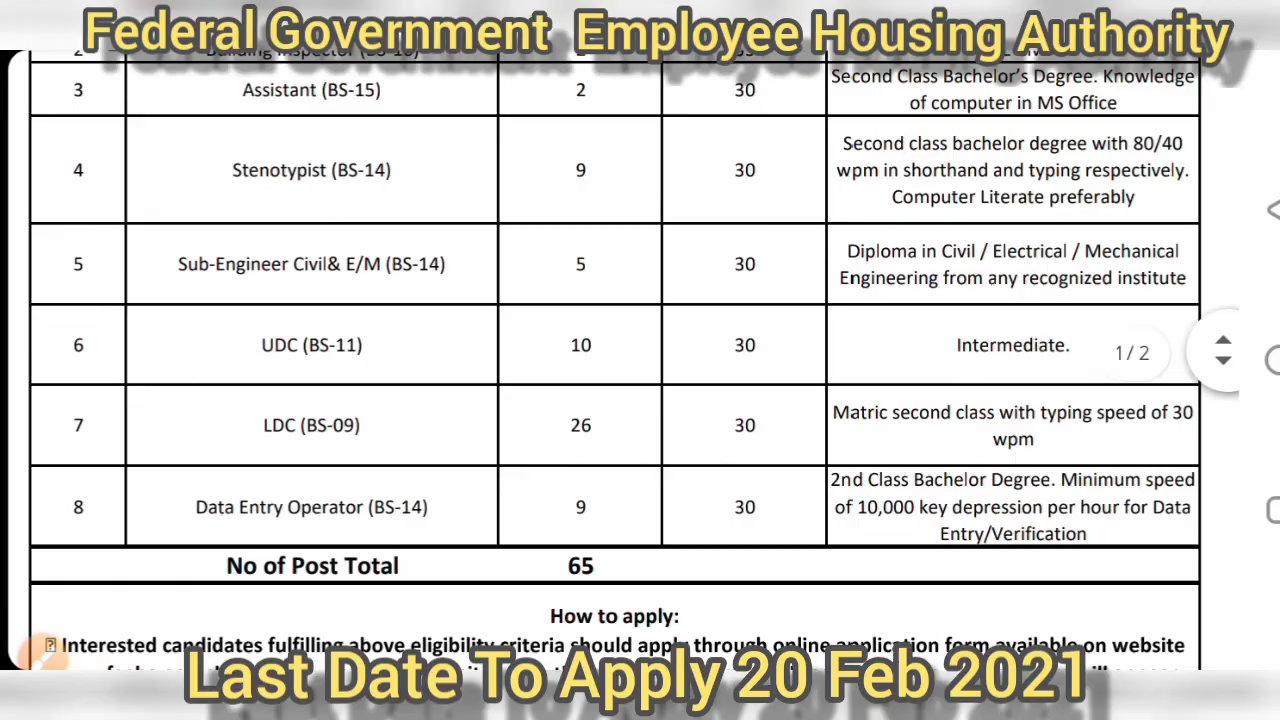 Federal Government Employee Housing Authority
2 Building Inspector (BS-16)
3 Assistant (BS-15) 2 30 Second Class Bachelor's Degree. Knowledge
of computer in MS Office
4 Stenotypist (BS-14) 9 30 Second class bachelor degree with 80/40
wpm in shorthand and typing respectively.
Computer Literate preferably
5 Sub-Engineer Civil& E/M (BS-14) 5 30 Diploma in Civil / Electrical / Mechanical
Engineering from any recognized institute
6 UDC (BS-11) 10 30 Intermediate.
1 / 2
7 LDC (BS-09) 26 30 Matric second class with typing speed of 30
wpm
8 Data Entry Operator (BS-14) 9 30 2nd Class Bachelor Degree. Minimum speed
of 10,000 key depression per hour for Data
Entry/Verification
No of Post Total 65
How to apply:
Interested candidates fulfilling above eligibility criteria should apply through online application form available on website
Last Date To Apply 20 Feb 2021